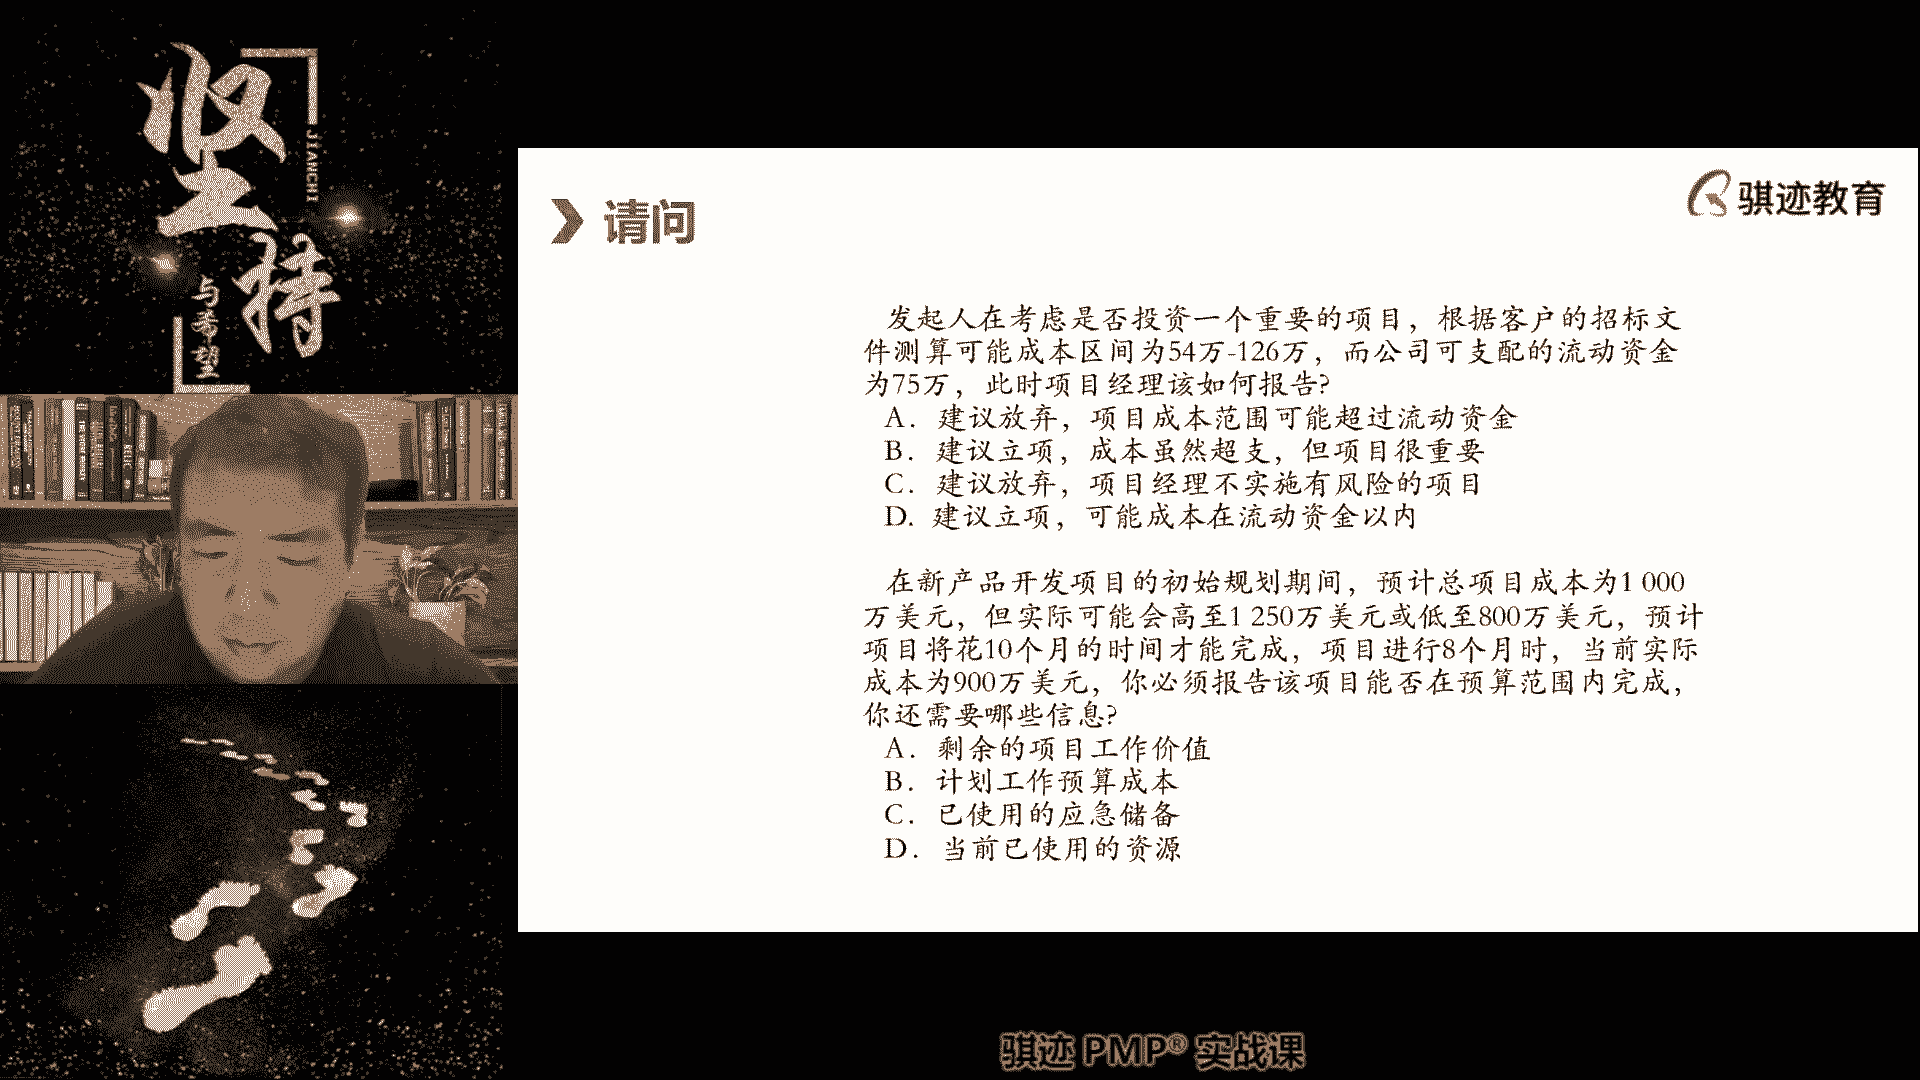 坚
JIANCHI
持
与希望
请问
骐迹教育
发起人在考虑是否投资一个重要的项目，根据客户的招标文
件测算可能成本区间为54万-126万，而公司可支配的流动资金
为75万，此时项目经理该如何报告?
A. 建议放弃，项目成本范围可能超过流动资金
B. 建议立项，成本虽然超支，但项目很重要
C. 建议放弃，项目经理不实施有风险的项目
D. 建议立项，可能成本在流动资金以内
在新产品开发项目的初始规划期间，预计总项目成本为1 000
万美元，但实际可能会高至1 250万美元或低至800万美元，预计
项目将花10个月的时间才能完成，项目进行8个月时，当前实际
成本为900万美元，你必须报告该项目能否在预算范围内完成，
你还需要哪些信息?
A. 剩余的项目工作价值
B. 计划工作预算成本
C. 已使用的应急储备
D. 当前已使用的资源
骐迹 PMP® 实战课